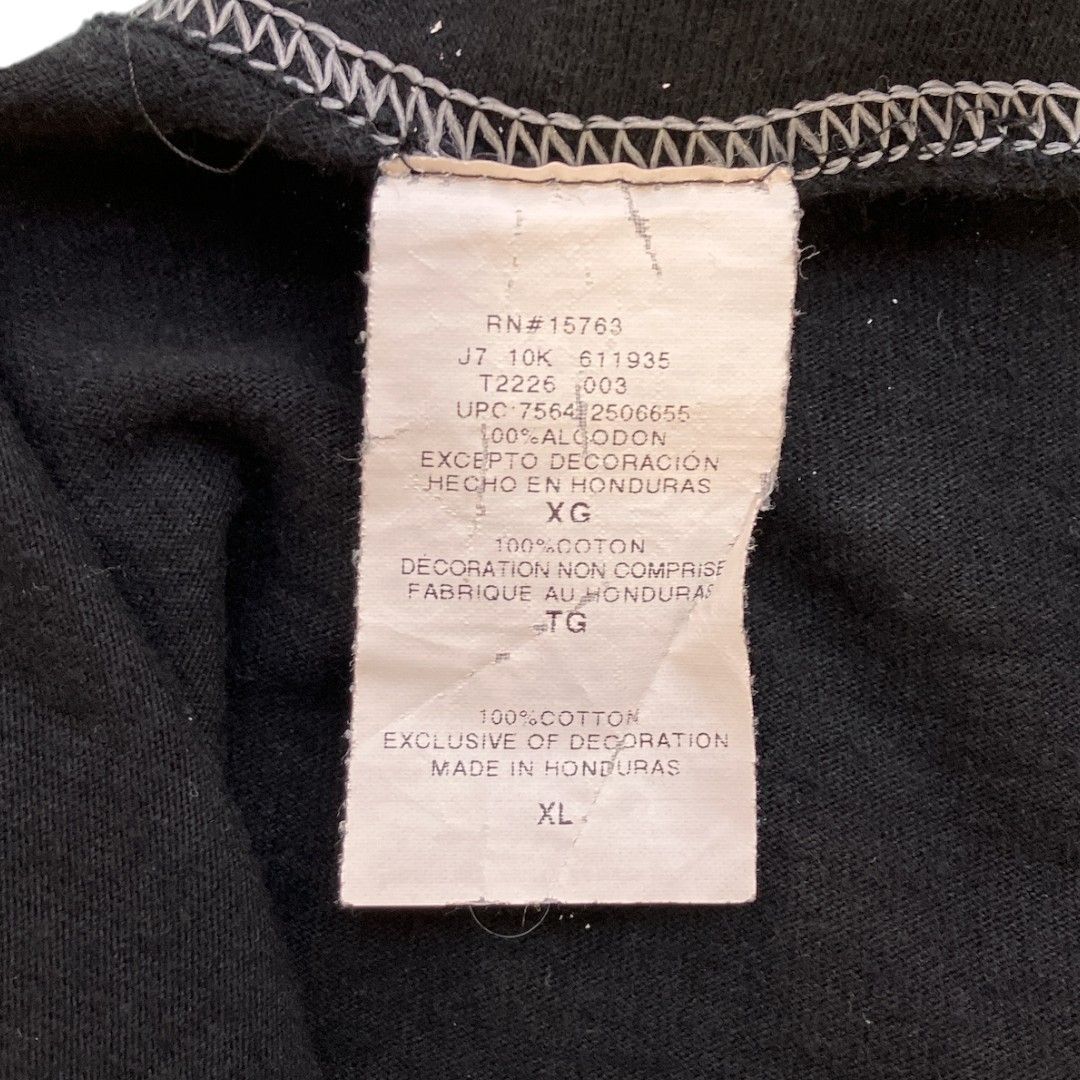 RN#15763
J7 10K 611935
T2226 003
UPC:7564 2506655
100%ALGODON
EXCEPTO DECORACIÓN
HECHO EN HONDURAS
XG
100%COTON
DÉCORATION NON COMPRISE
FABRIQUE AU HONDURAS
TG
100%COTTON
EXCLUSIVE OF DECORATION
MADE IN HONDURAS
XL